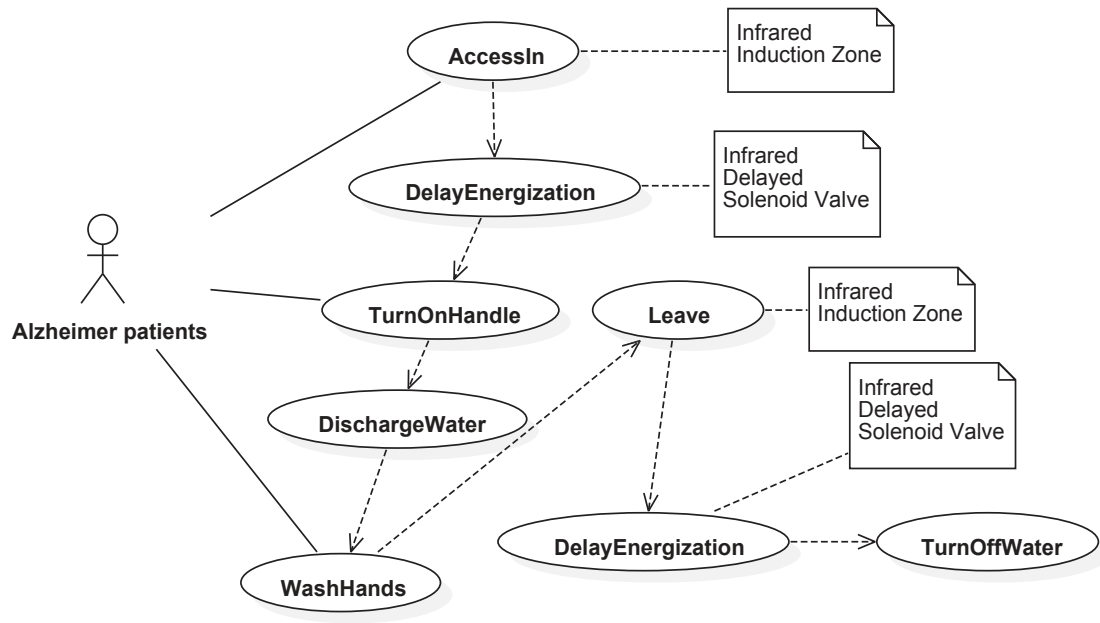 AccessIn
Infrared
Induction Zone
DelayEnergization
Infrared
Delayed
Solenoid Valve
Alzheimer patients
TurnOnHandle
Leave
Infrared
Induction Zone
DischargeWater
Infrared
Delayed
Solenoid Valve
DelayEnergization
TurnOffWater
WashHands